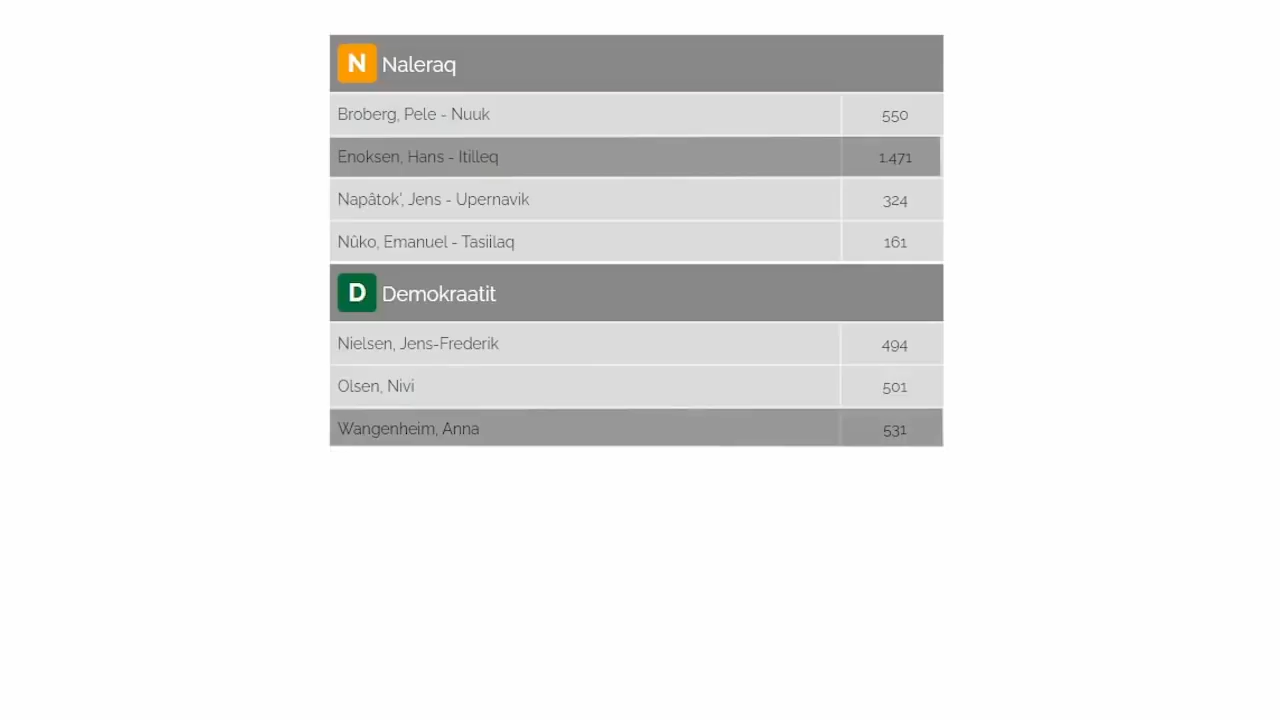 N Naleraq
Broberg, Pele - Nuuk 550
Enoksen, Hans - Itilleq 1.471
Napâtok', Jens - Upernavik 324
Nûko, Emanuel - Tasiilaq 161
D Demokraatit
Nielsen, Jens-Frederik 494
Olsen, Nivi 501
Wangenheim, Anna 531